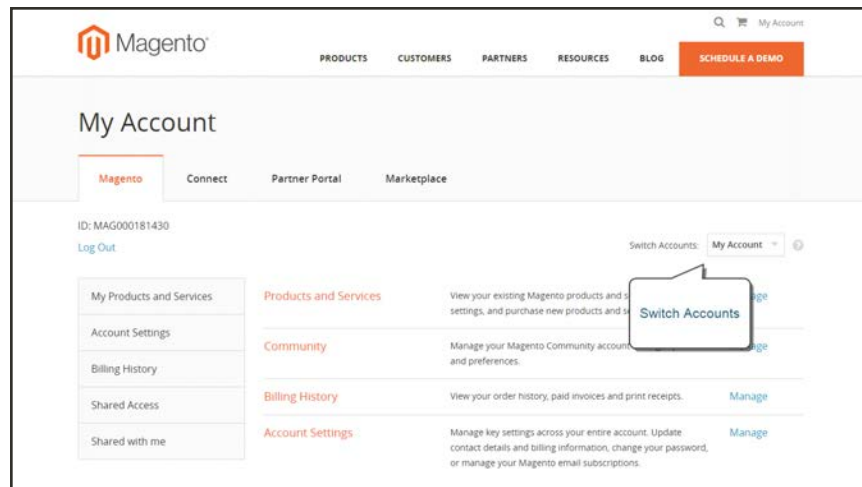 Magento
My Account
PRODUCTS CUSTOMERS PARTNERS RESOURCES BLOG SCHEDULE A DEMO
My Account
Magento Connect Partner Portal Marketplace
ID: MAG000181430
Log Out
Switch Accounts: My Account
Switch Accounts
My Products and Services
Account Settings
Billing History
Shared Access
Shared with me
Products and Services
View your existing Magento products and
settings, and purchase new products and
Community
Manage your Magento Community account
and preferences.
Billing History
View your order history, paid invoices and print receipts.
Manage
Account Settings
Manage key settings across your entire account. Update
contact details and billing information, change your password,
or manage your Magento email subscriptions.
Manage